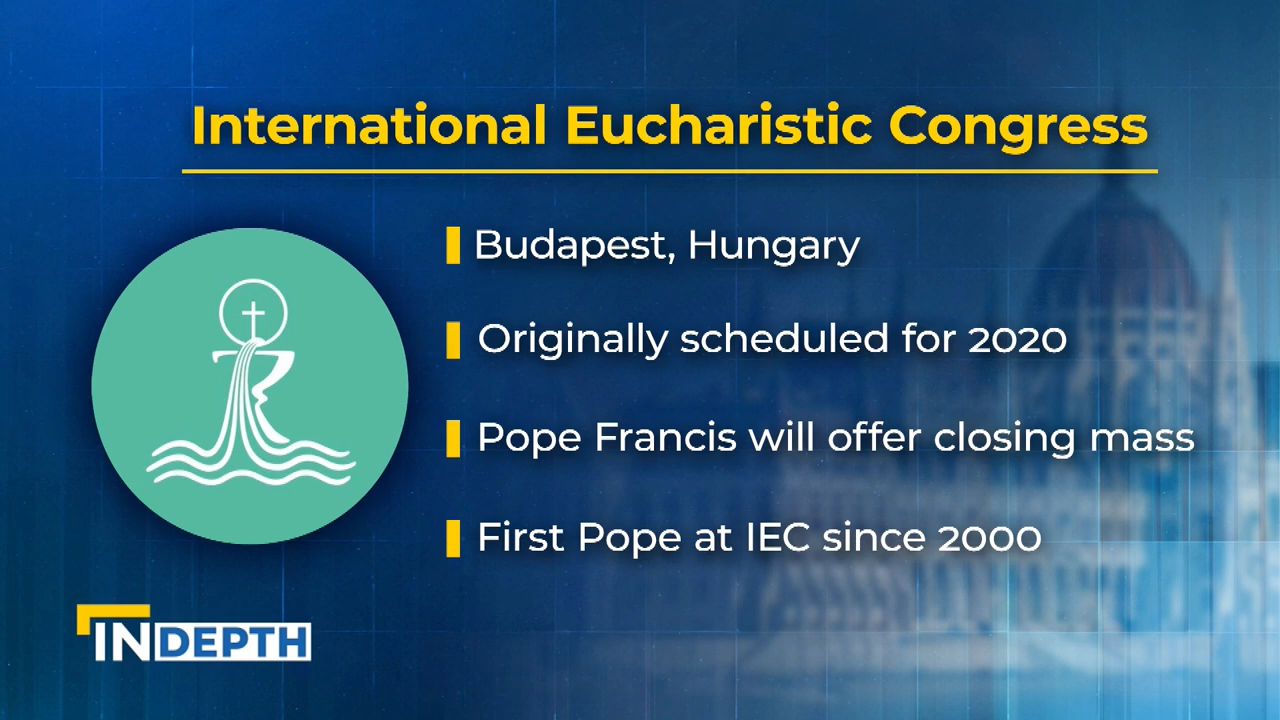 International Eucharistic Congress
Budapest, Hungary
Originally scheduled for 2020
Pope Francis will offer closing mass
First Pope at IEC since 2000
INDEPTH